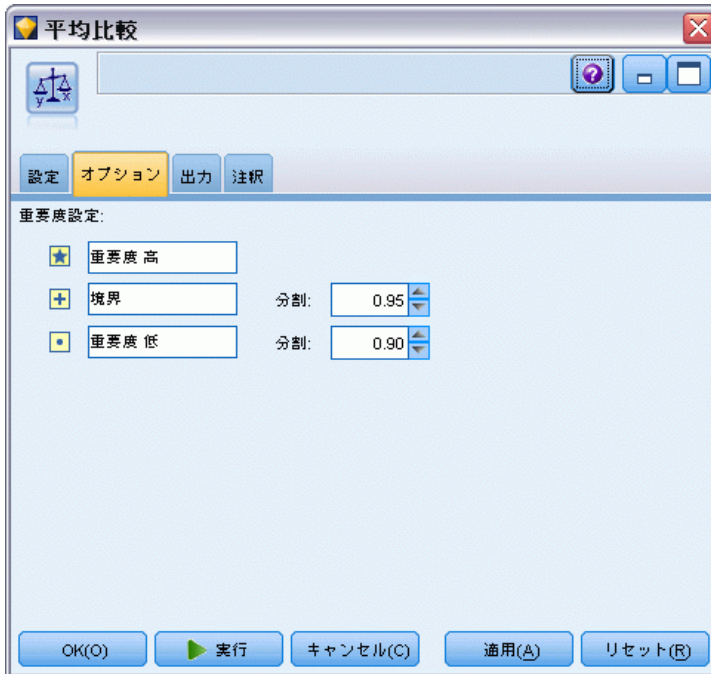 平均比較
設定 オプション 出力 注釈
重要度設定:
重要度 高
境界 分割: 0.95
重要度 低 分割: 0.90
OK(O) 実行 キャンセル(C) 適用(A) リセット(R)